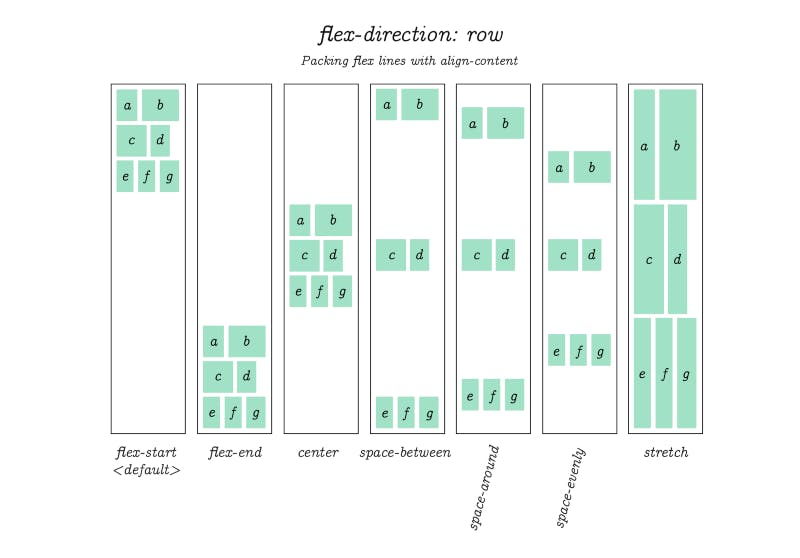 flex-direction: row
Packing flex lines with align-content
a b
c d
e f g
a b
c d
e f g
a b
c d
e f g
a b
c d
e f g
a b
c d
e f g
a b
c d
e f g
a b
c d
e f g
flex-start
<default>
flex-end
center
space-between
space-around
space-evenly
stretch